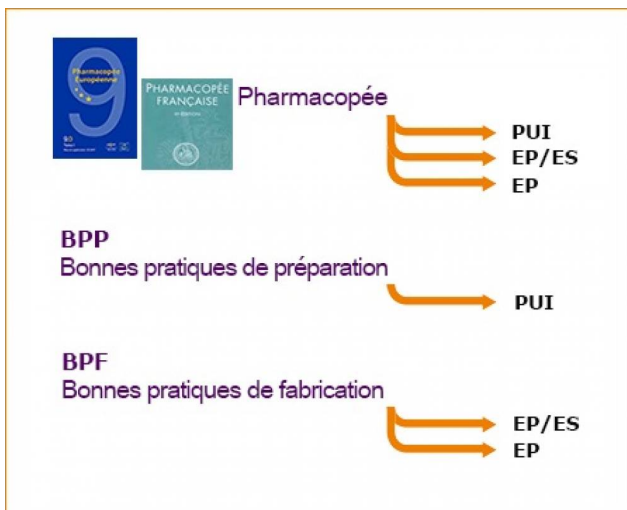 9
Pharmacopée
Européenne
PHARMACOPÉE
FRANÇAISE
Pharmacopée
PUI
EP/ES
EP
BPP
Bonnes pratiques de préparation
PUI
BPF
Bonnes pratiques de fabrication
EP/ES
EP